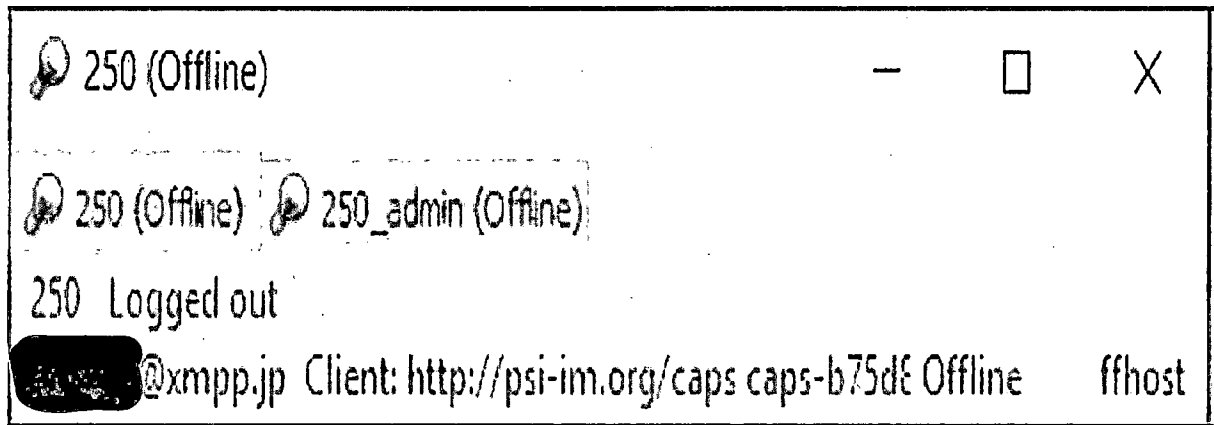 250 (Offline)
250 (Offline) 250_admin (Offline)
250 Logged out
@xmpp.jp Client: http://psi-im.org/caps caps-b75d Offline ffhost